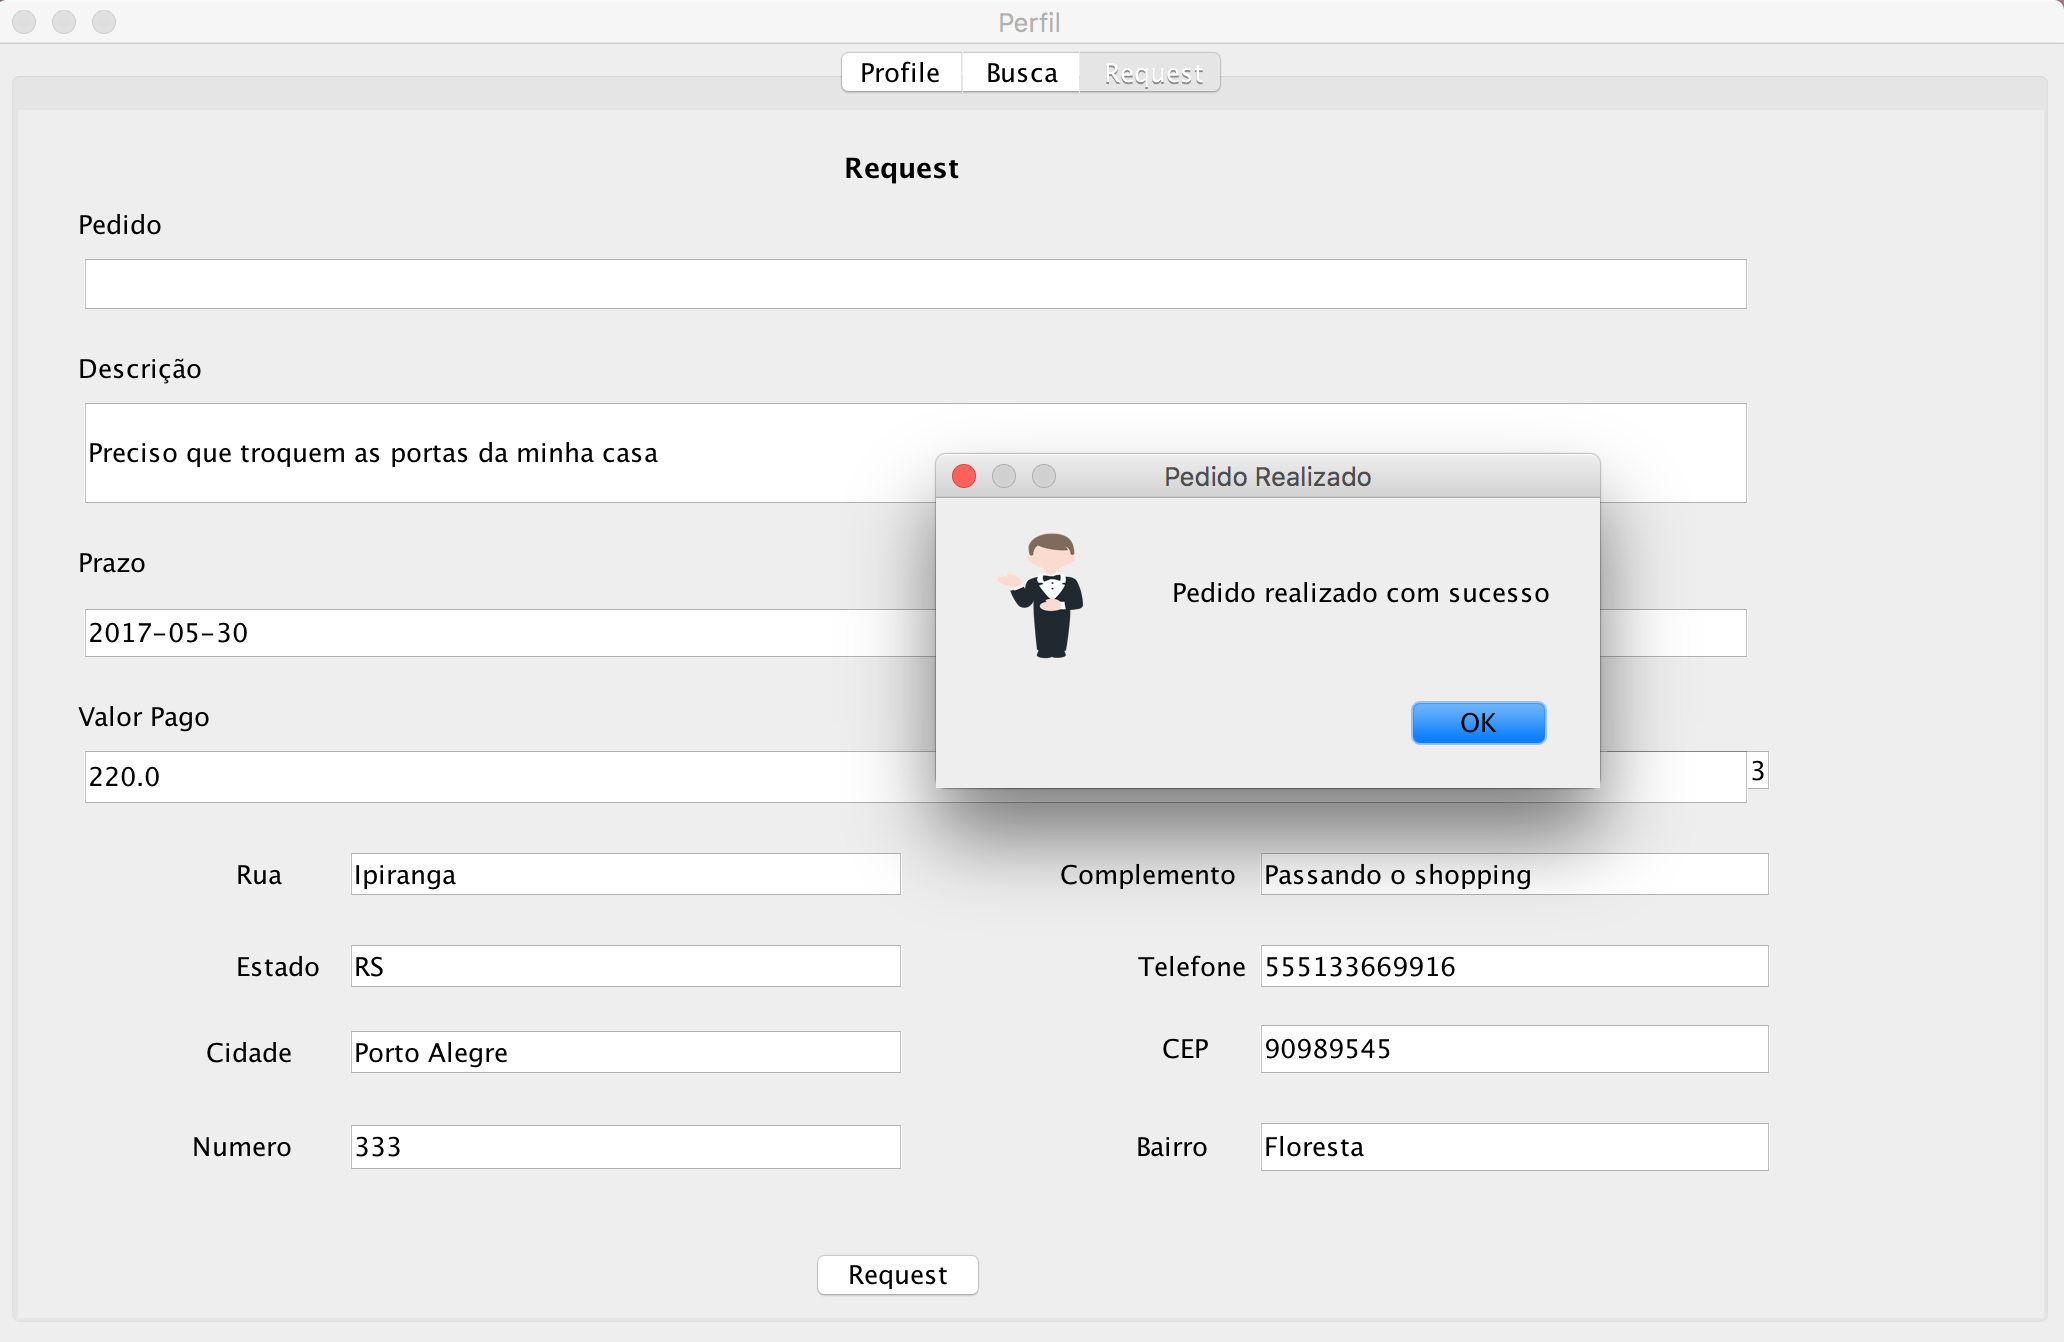 Perfil
Profile Busca Request
Request
Pedido
Descrição
Preciso que troquem as portas da minha casa
Pedido Realizado
Pedido realizado com sucesso
OK
Prazo
2017-05-30
Valor Pago
220.0
3
Rua Ipiranga Complemento Passando o shopping
Estado RS Telefone 555133669916
Cidade Porto Alegre CEP 90989545
Numero 333 Bairro Floresta
Request